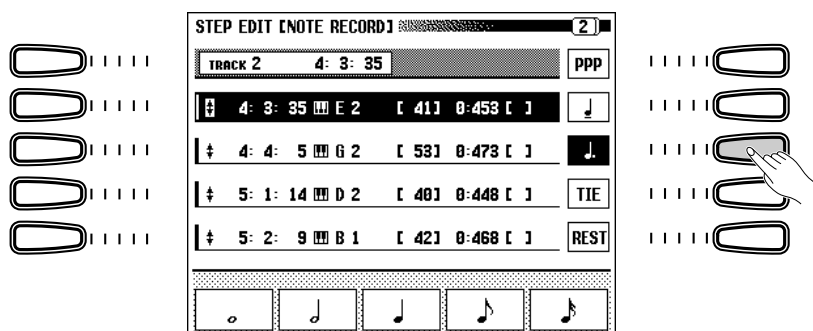 STEP EDIT [NOTE RECORD] 2
TRACK 2 4: 3: 35 PPP
4: 3: 35 E 2 [ 41] 0:453 [ ]
4: 4: 5 G 2 [ 53] 0:473 [ ]
5: 1: 14 D 2 [ 40] 0:448 [ ] TIE
5: 2: 9 B 1 [ 42] 0:468 [ ] REST